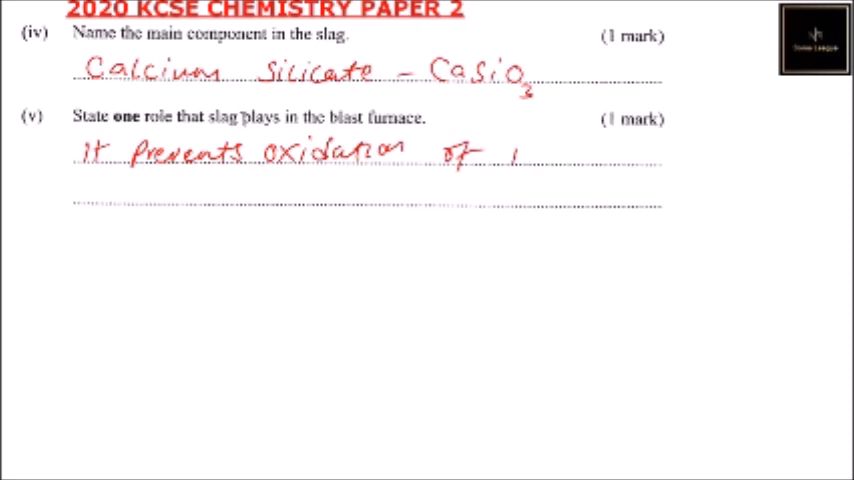 2020 KCSE CHEMISTRY PAPER 2
(iv) Name the main component in the slag. (1 mark)
Calcium Silicate - CaSiO3
(v) State one role that slag plays in the blast furnace. (1 mark)
It prevents oxidation of